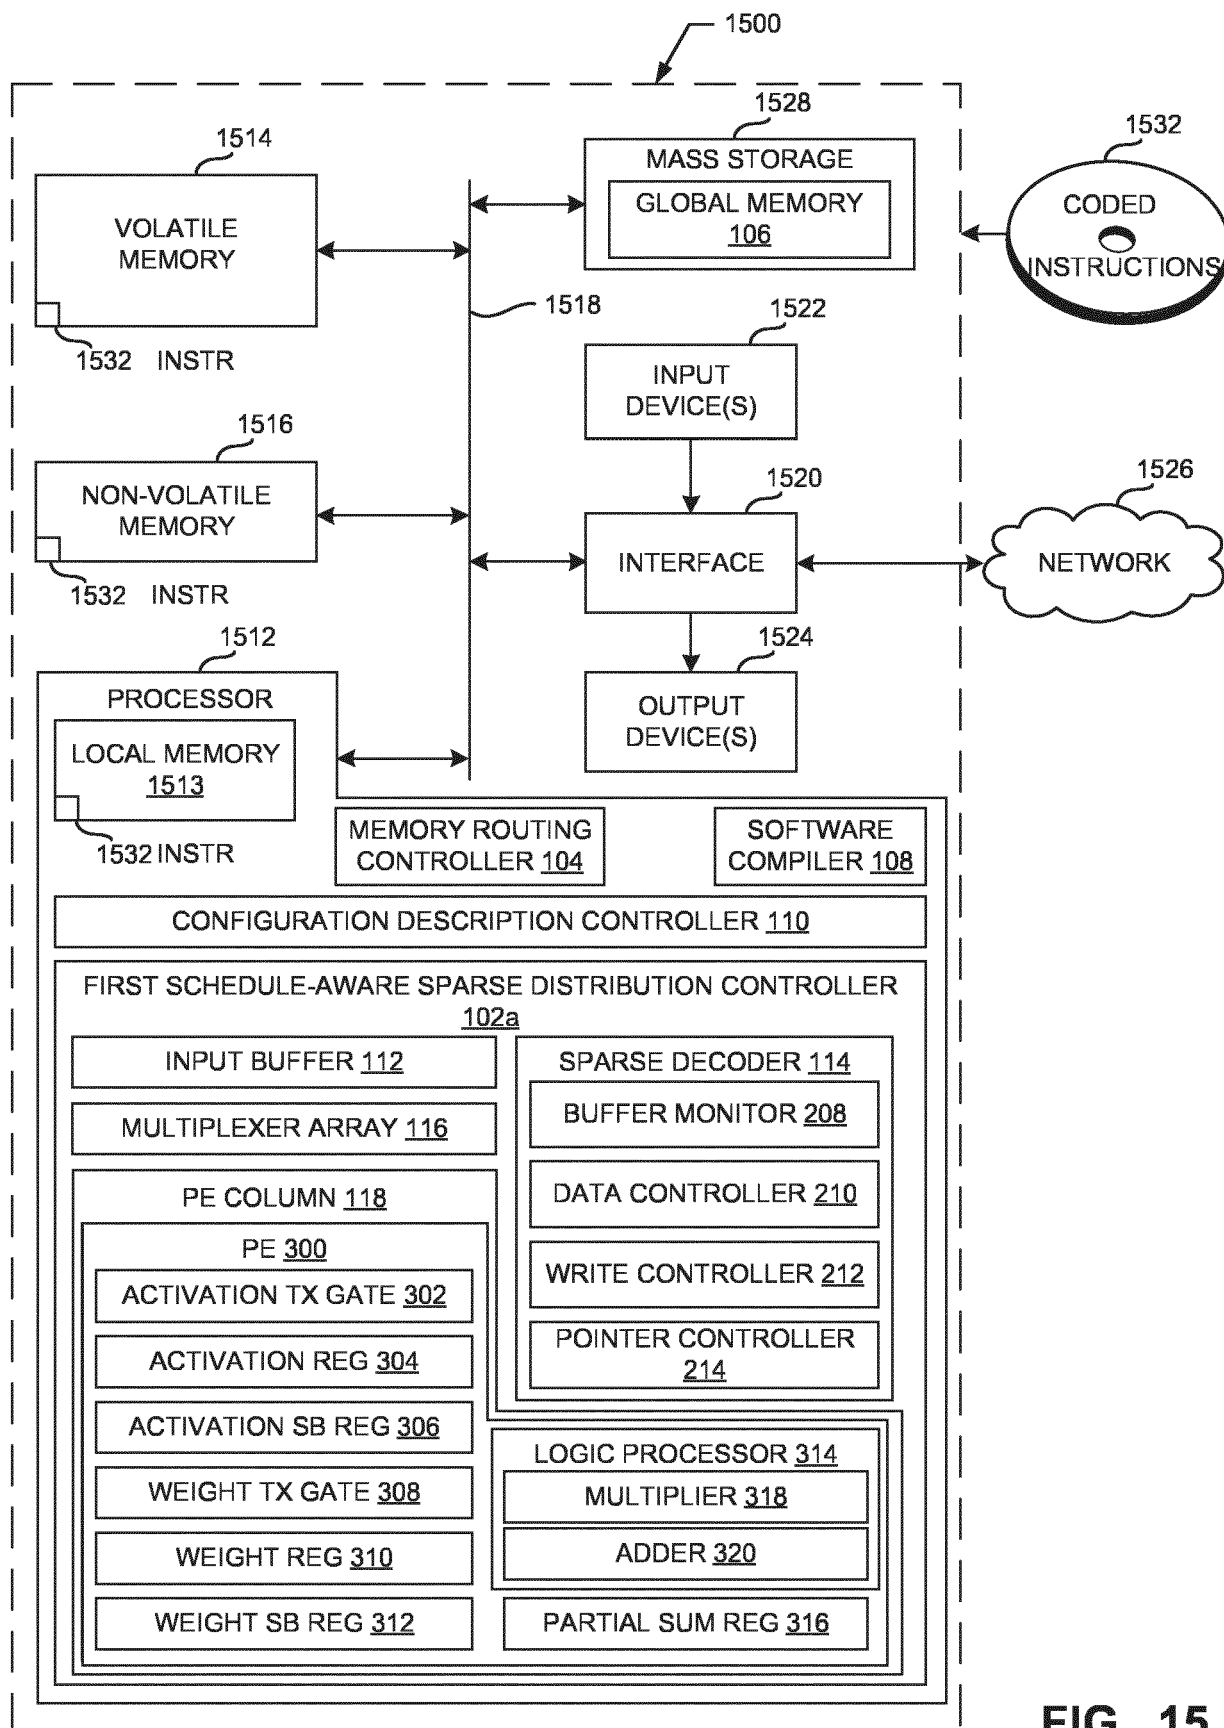 1500
1514
VOLATILE
MEMORY
1532 INSTR
1528
MASS STORAGE
GLOBAL MEMORY
106
1532
CODED
INSTRUCTIONS
1518
1522
INPUT
DEVICE(S)
1516
NON-VOLATILE
MEMORY
1532 INSTR
1520
INTERFACE
1526
NETWORK
1524
OUTPUT
DEVICE(S)
1512
PROCESSOR
LOCAL MEMORY
1513
1532 INSTR
MEMORY ROUTING
CONTROLLER 104
SOFTWARE
COMPILER 108
CONFIGURATION DESCRIPTION CONTROLLER 110
FIRST SCHEDULE-AWARE SPARSE DISTRIBUTION CONTROLLER
102a
INPUT BUFFER 112
MULTIPLEXER ARRAY 116
SPARSE DECODER 114
BUFFER MONITOR 208
DATA CONTROLLER 210
WRITE CONTROLLER 212
POINTER CONTROLLER
214
PE COLUMN 118
PE 300
ACTIVATION TX GATE 302
ACTIVATION REG 304
ACTIVATION SB REG 306
WEIGHT TX GATE 308
WEIGHT REG 310
WEIGHT SB REG 312
LOGIC PROCESSOR 314
MULTIPLIER 318
ADDER 320
PARTIAL SUM REG 316
FIG. 15